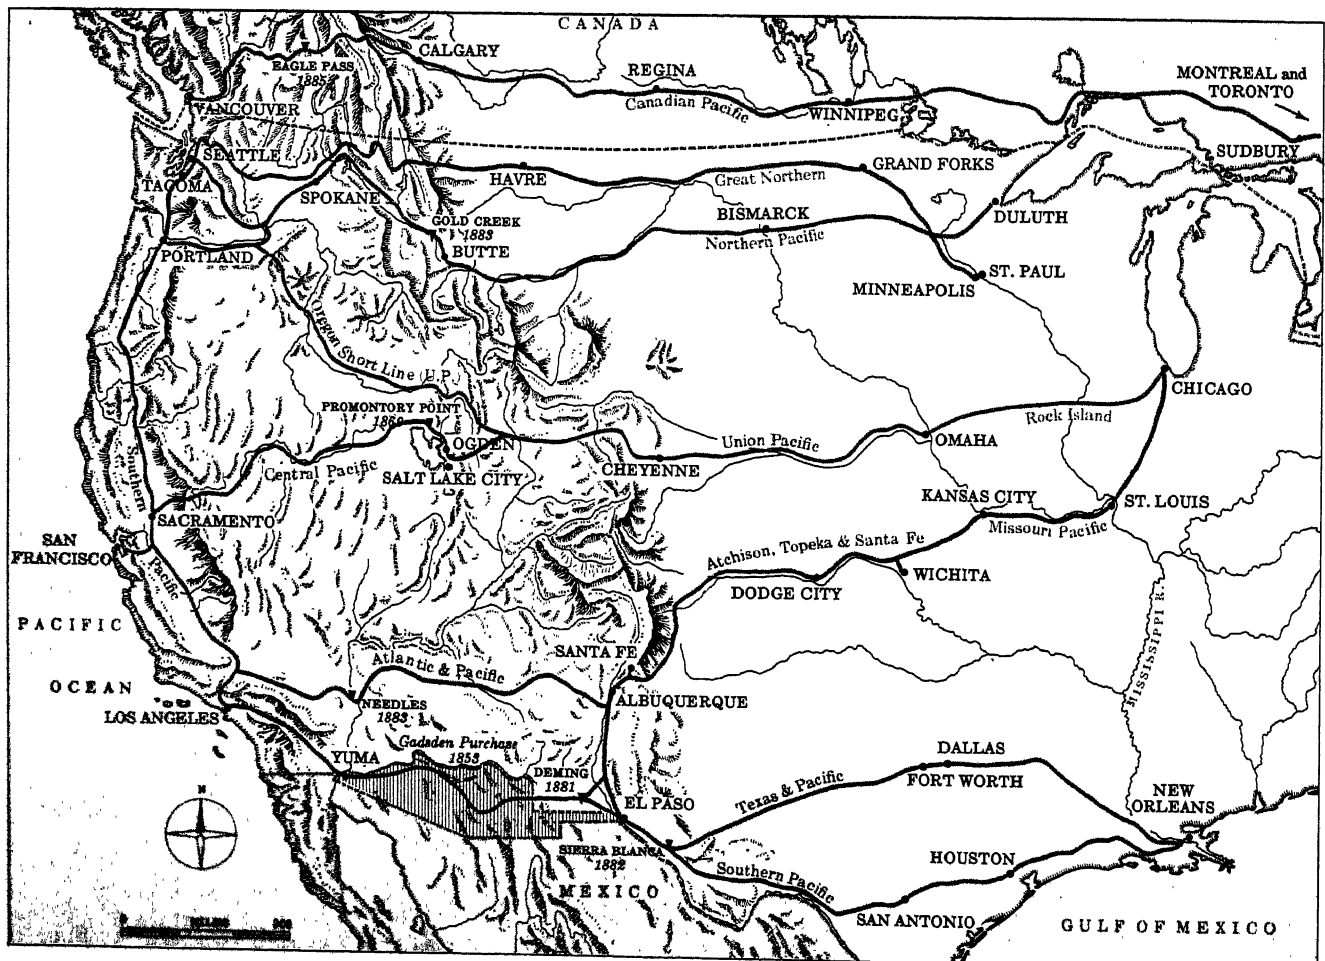 CANADA
CALGARY
EAGLE PASS
1885
REGINA
Canadian Pacific
WINNIPEG
MONTREAL and
TORONTO
VANCOUVER
SUDBURY
SEATTLE
TACOMA
SPOKANE
HAVRE
Great Northern
GRAND FORKS
GOLD CREEK
1883
BUTTE
BISMARCK
Northern Pacific
DULUTH
PORTLAND
ST. PAUL
MINNEAPOLIS
Oregon Short Line (U.P.)
CHICAGO
Rock Island
PROMONTORY POINT
OGDEN
Union Pacific
OMAHA
Central Pacific
SALT LAKE CITY
CHEYENNE
Southern
Pacific
SACRAMENTO
KANSAS CITY
ST. LOUIS
Missouri Pacific
SAN
FRANCISCO
Atchison, Topeka & Santa Fe
WICHITA
DODGE CITY
MISSISSIPPI R.
PACIFIC
OCEAN
SANTA FE
Atlantic & Pacific
ALBUQUERQUE
NEEDLES
1883
LOS ANGELES
YUMA
Gadsden Purchase
1853
DEMING
1881
EL PASO
DALLAS
FORT WORTH
Texas & Pacific
NEW
ORLEANS
N
SIERRA BLANCA
1882
MEXICO
Southern Pacific
HOUSTON
SAN ANTONIO
GULF OF MEXICO